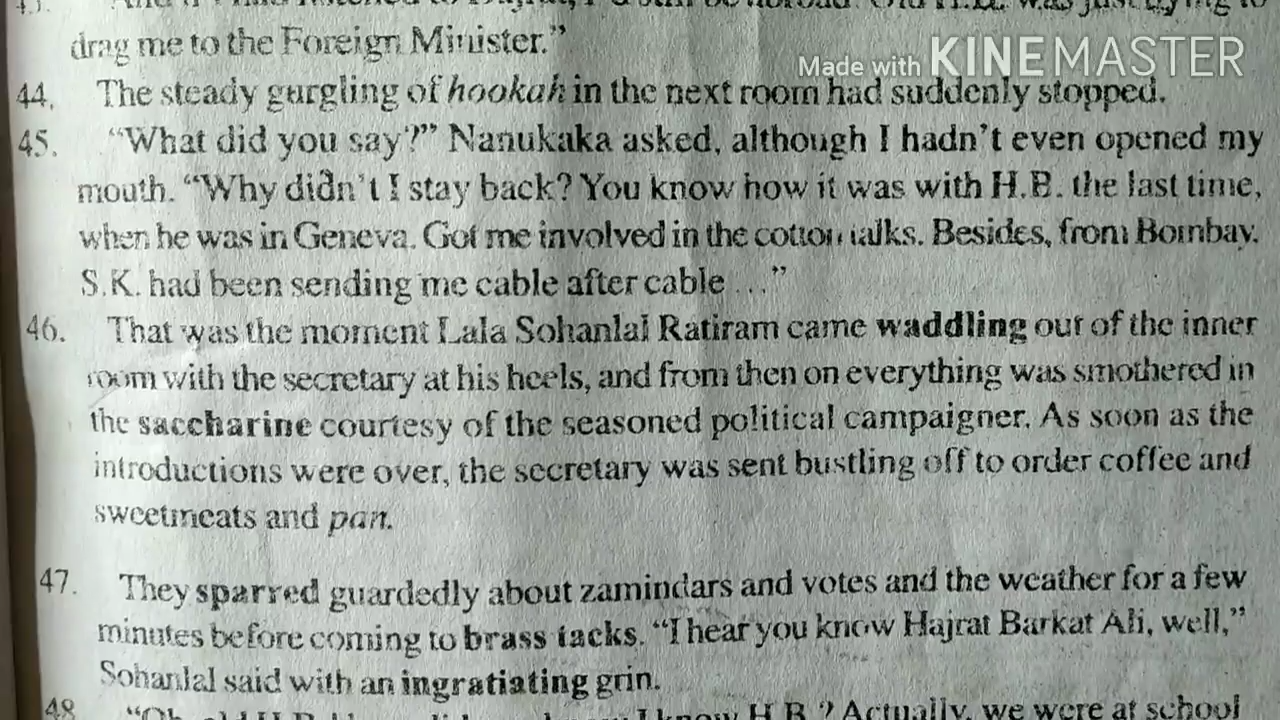 drag me to the Foreign Minister."
Made with KINEMASTER
44. The steady gurgling of hookah in the next room had suddenly stopped.
45. "What did you say?" Nanukaka asked, although I hadn't even opened my
mouth. "Why didn't I stay back? You know how it was with H.B. the last time,
when he was in Geneva. Got me involved in the cotton talks. Besides, from Bombay.
S.K. had been sending me cable after cable ..."
46. That was the moment Lala Sohanlal Ratiram came waddling out of the inner
room with the secretary at his heels, and from then on everything was smothered in
the saccharine courtesy of the seasoned political campaigner. As soon as the
introductions were over, the secretary was sent bustling off to order coffee and
sweetmeats and pan.
47. They sparred guardedly about zamindars and votes and the weather for a few
minutes before coming to brass tacks. "I hear you know Hajrat Barkat Ali, well,"
Sohanlal said with an ingratiating grin.
48 I know H.B.? Actually, we were at school